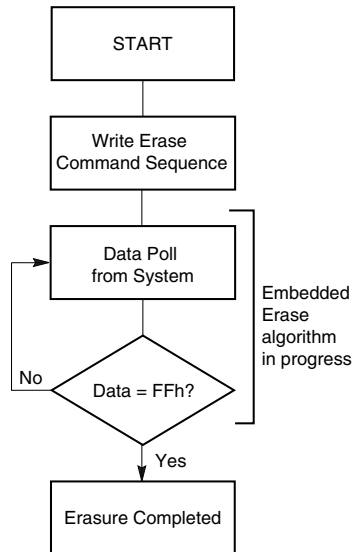 START
Write Erase
Command Sequence
Data Poll
from System
Embedded
Erase
algorithm
in progress
No
Data = FFh?
Yes
Erasure Completed